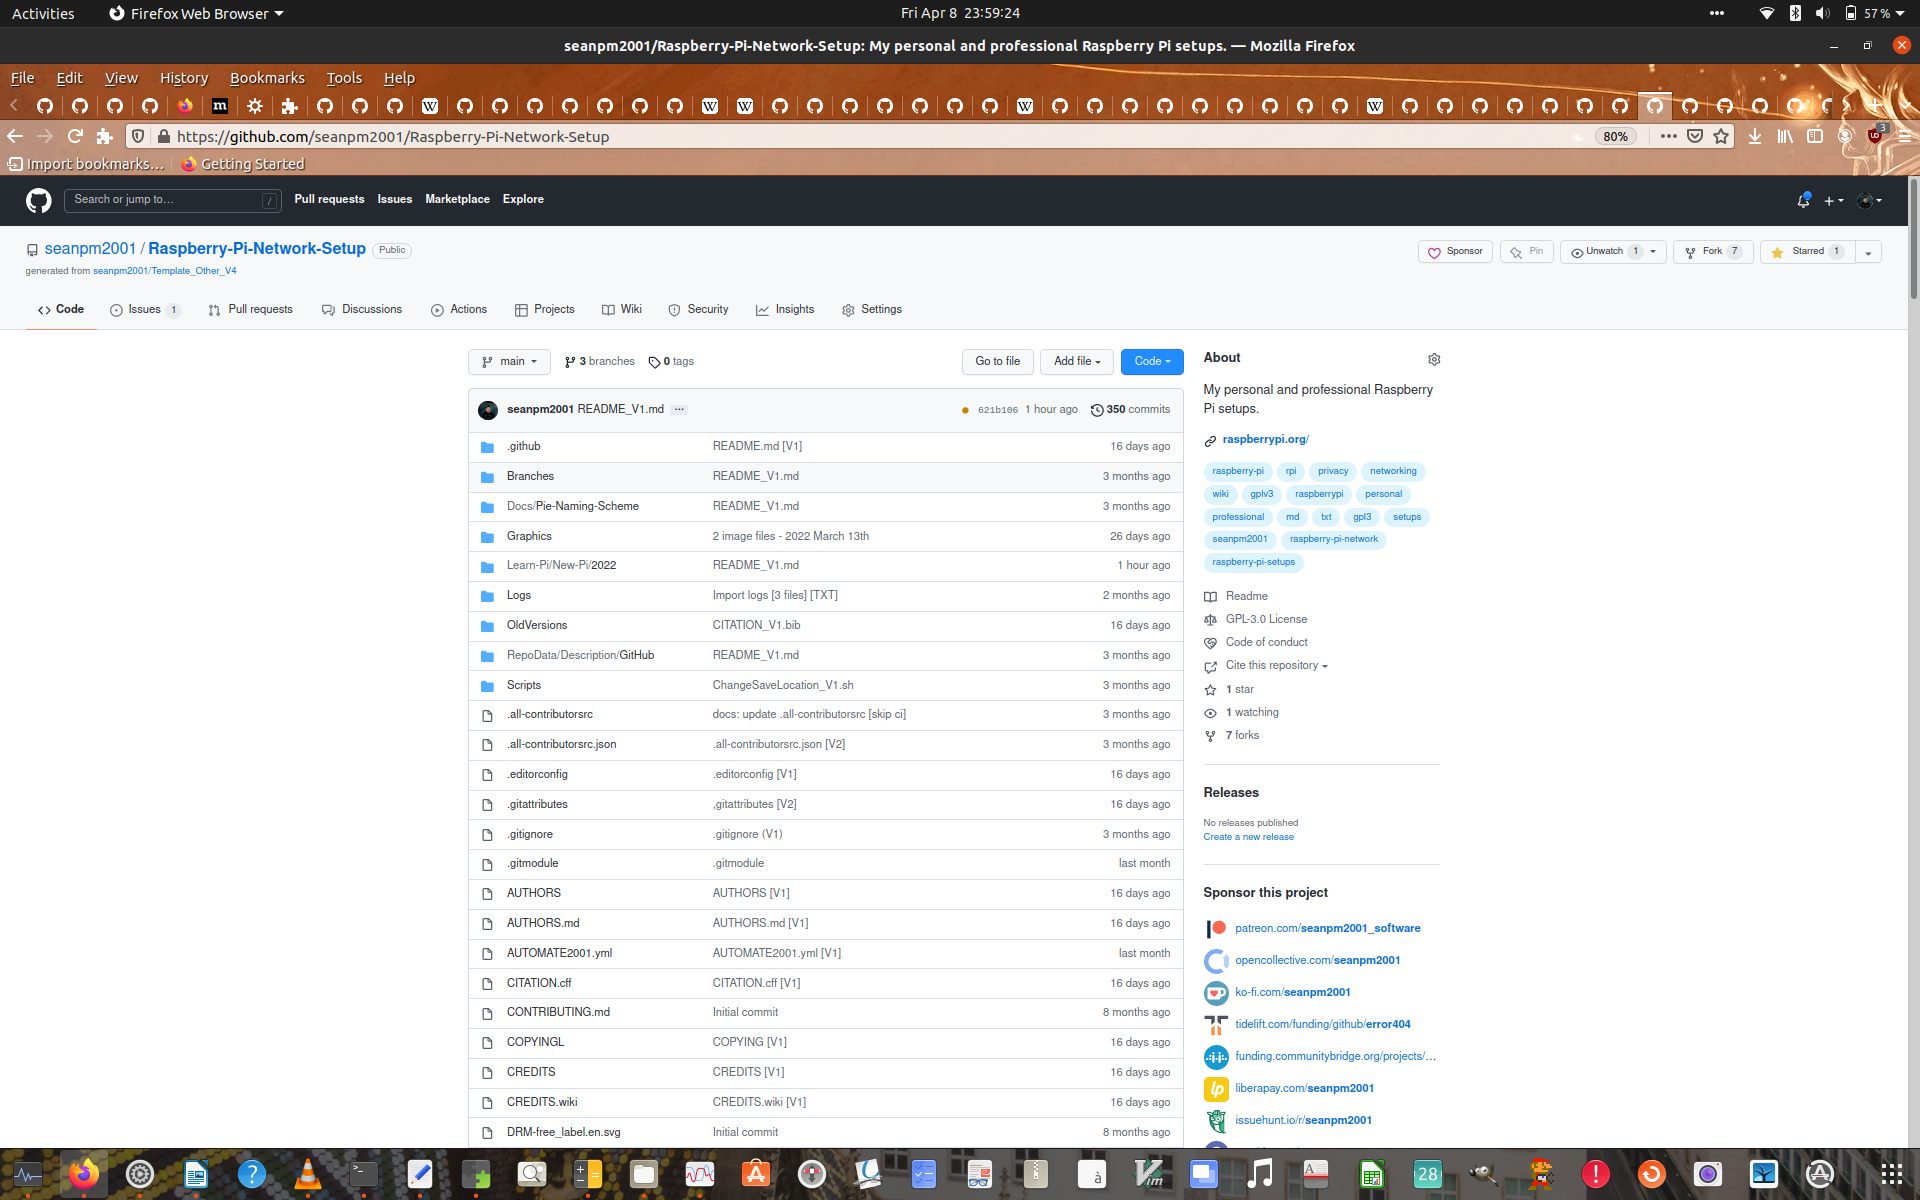 Activities
Firefox Web Browser
Fri Apr 8 23:59:24
57 %
seanpm2001/Raspberry-Pi-Network-Setup: My personal and professional Raspberry Pi setups. — Mozilla Firefox
File Edit View History Bookmarks Tools Help
https://github.com/seanpm2001/Raspberry-Pi-Network-Setup
80%
3
Import bookmarks…
Getting Started
Search or jump to…
/
Pull requests Issues Marketplace Explore
seanpm2001 / Raspberry-Pi-Network-Setup Public
generated from seanpm2001/Template_Other_V4
Sponsor
Pin
Unwatch 1
Fork 7
Starred 1
Code
Issues 1
Pull requests
Discussions
Actions
Projects
Wiki
Security
Insights
Settings
main
3 branches
0 tags
Go to file
Add file
Code
seanpm2001 README_V1.md ... 621b106 1 hour ago 350 commits
.github README.md [V1] 16 days ago
Branches README_V1.md 3 months ago
Docs/Pie-Naming-Scheme README_V1.md 3 months ago
Graphics 2 image files - 2022 March 13th 26 days ago
Learn-Pi/New-Pi/2022 README_V1.md 1 hour ago
Logs Import logs [3 files] [TXT] 2 months ago
OldVersions CITATION_V1.bib 16 days ago
RepoData/Description/GitHub README_V1.md 3 months ago
Scripts ChangeSaveLocation_V1.sh 3 months ago
.all-contributorsrc docs: update .all-contributorsrc [skip ci] 3 months ago
.all-contributorsrc.json .all-contributorsrc.json [V2] 3 months ago
.editorconfig .editorconfig [V1] 16 days ago
.gitattributes ,gitattributes [V2] 16 days ago
.gitignore .gitignore (V1) 3 months ago
.gitmodule .gitmodule last month
AUTHORS AUTHORS [V1] 16 days ago
AUTHORS.md AUTHORS.md [V1] 16 days ago
AUTOMATE2001.yml AUTOMATE2001.yml [V1] last month
CITATION.cff CITATION.cff [V1] 16 days ago
CONTRIBUTING.md Initial commit 8 months ago
COPYINGL COPYING [V1] 16 days ago
CREDITS CREDITS [V1] 16 days ago
CREDITS.wiki CREDITS.wiki [V1] 16 days ago
DRM-free_label.en.svg Initial commit 8 months ago
About
My personal and professional Raspberry
Pi setups.
raspberrypi.org/
raspberry-pi rpi privacy networking
wiki gplv3 raspberrypi personal
professional md txt gpl3 setups
seanpm2001 raspberry-pi-network
raspberry-pi-setups
Readme
GPL-3.0 License
Code of conduct
Cite this repository
1 star
1 watching
7 forks
Releases
No releases published
Create a new release
Sponsor this project
patreon.com/seanpm2001_software
opencollective.com/seanpm2001
ko-fi.com/seanpm2001
tidelift.com/funding/github/error404
funding.communitybridge.org/projects/…
liberapay.com/seanpm2001
issuehunt.io/r/seanpm2001
28